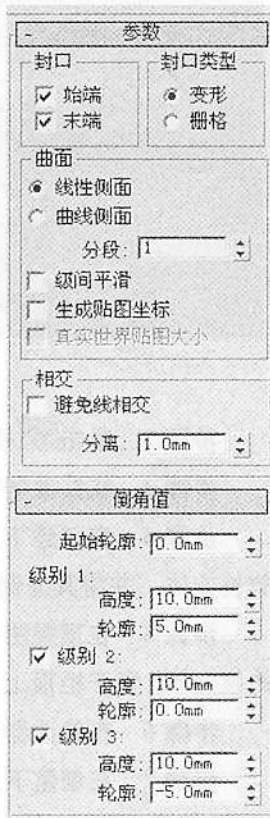 - 参数
封口 封口类型
始端 变形
末端 栅格
曲面
线性侧面
曲线侧面
分段: 1
级间平滑
生成贴图坐标
真实世界贴图大小
相交
避免线相交
分离: 1.0mm
- 倒角值
起始轮廓: 0.0mm
级别 1:
高度: 10.0mm
轮廓: 5.0mm
级别 2:
高度: 10.0mm
轮廓: 0.0mm
级别 3:
高度: 10.0mm
轮廓: -5.0mm